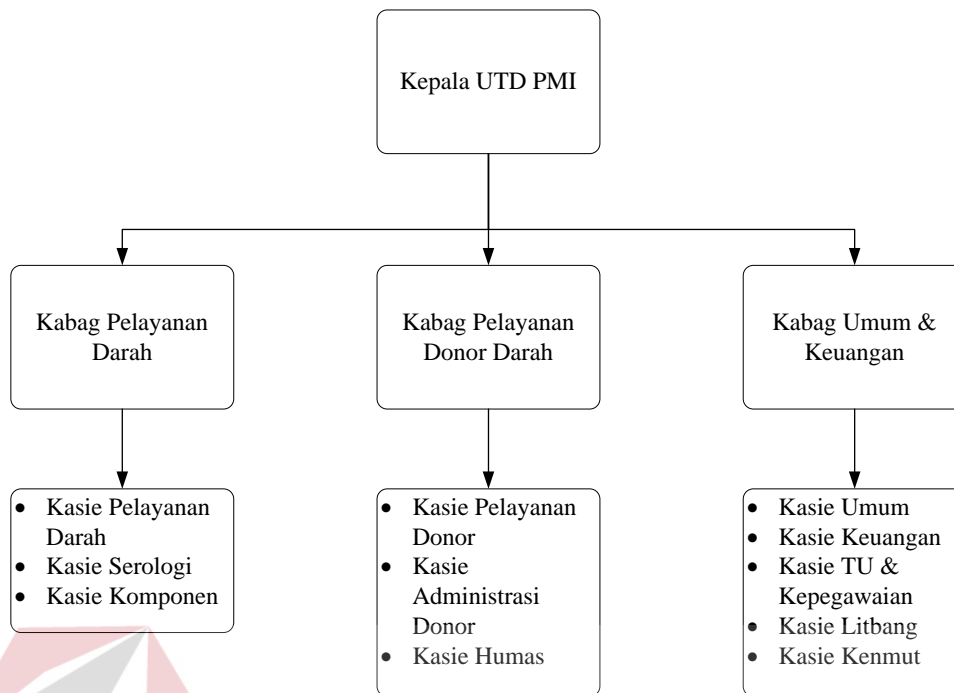 Kepala UTD PMI
Kabag Pelayanan
Darah
Kabag Pelayanan
Donor Darah
Kabag Umum &
Keuangan
• Kasie Pelayanan
Darah
• Kasie Serologi
• Kasie Komponen
• Kasie Pelayanan
Donor
• Kasie
Administrasi
Donor
• Kasie Humas
• Kasie Umum
• Kasie Keuangan
• Kasie TU &
Kepegawaian
• Kasie Litbang
• Kasie Kenmut